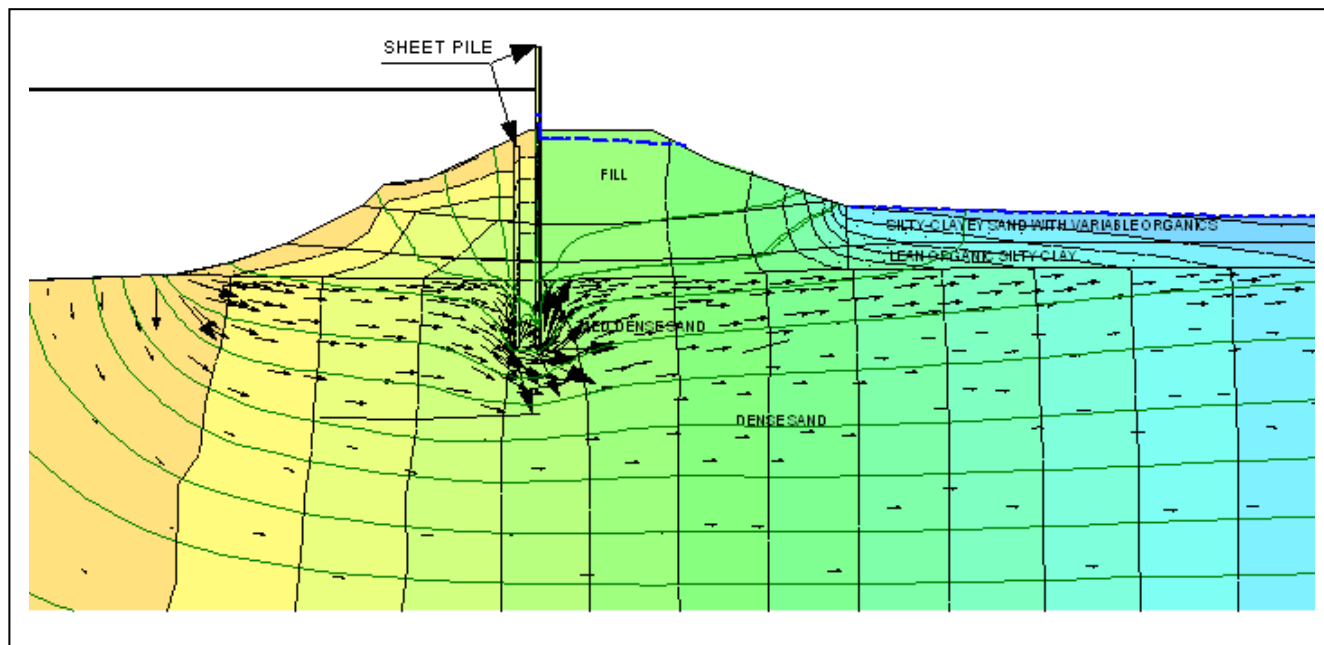 SHEET PILE
FILL
SILTY-CLAYEY SAND WITH VARIABLE ORGANICS
LEAN ORGANIC SILTY CLAY
MED DENSE SAND
DENSE SAND